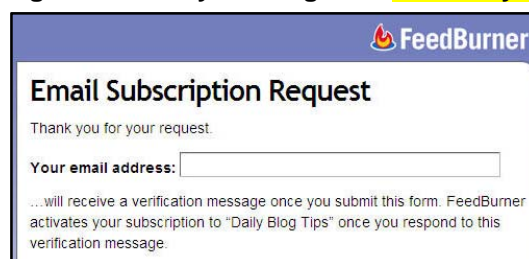 FeedBurner
Email Subscription Request
Thank you for your request.
Your email address:
…will receive a verification message once you submit this form. FeedBurner
activates your subscription to “Daily Blog Tips” once you respond to this
verification message.